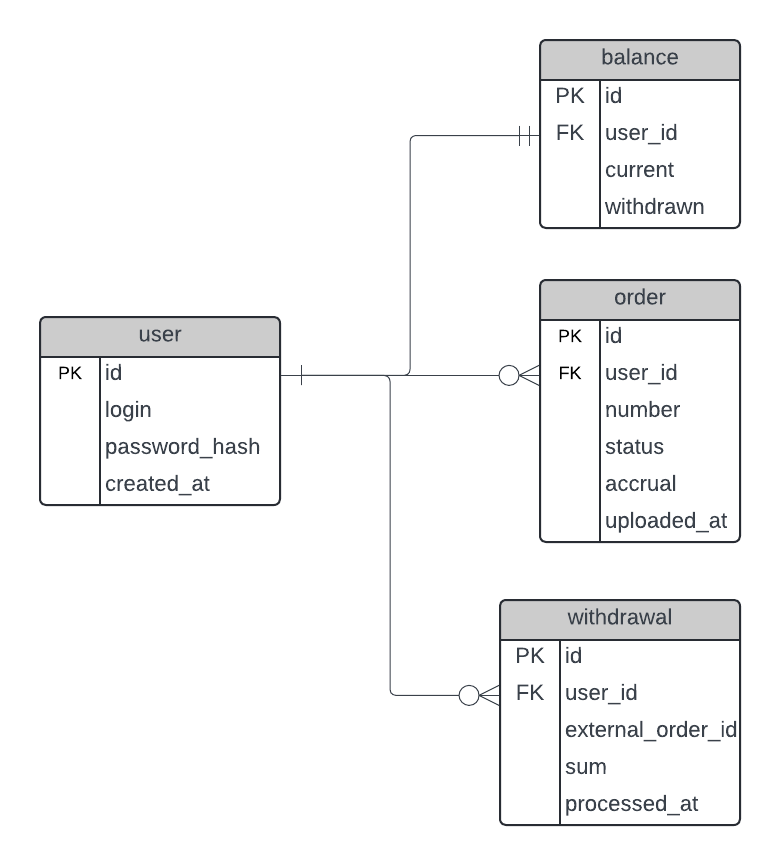 balance
PK id
FK user_id
current
withdrawn
order
PK id
FK user_id
number
status
accrual
uploaded_at
user
PK id
login
password_hash
created_at
withdrawal
PK id
FK user_id
external_order_id
sum
processed_at